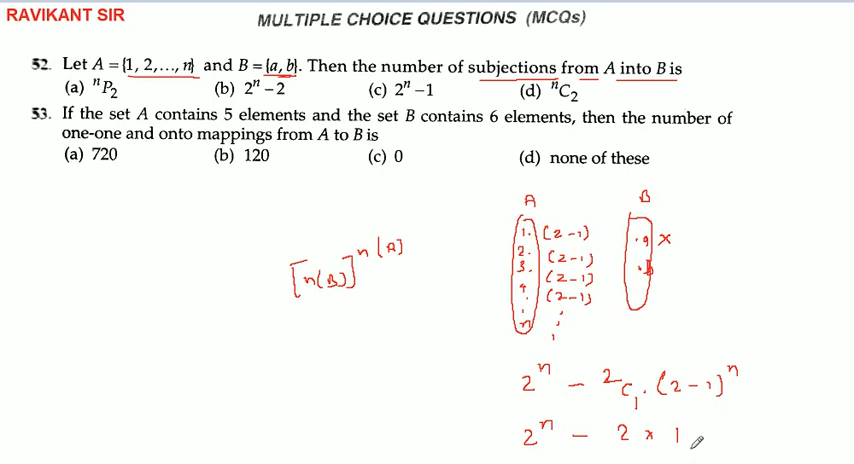 RAVIKANT SIR
MULTIPLE CHOICE QUESTIONS (MCQs)
52. Let A = {1, 2,..., n} and B = {a, b}. Then the number of subjections from A into B is
(a) ⁿP₂ (b) 2ⁿ – 2 (c) 2ⁿ – 1 (d) ⁿC₂
53. If the set A contains 5 elements and the set B contains 6 elements, then the number of
one-one and onto mappings from A to B is
(a) 720 (b) 120 (c) 0 (d) none of these
A B
[n(B)]ⁿ⁽ᴬ⁾
1. (2-1) .a x
2. (2-1)
3. (2-1) .b
4 (2-1)
n
2ⁿ – ²C₁.(2-1)ⁿ
2ⁿ – 2 x 1